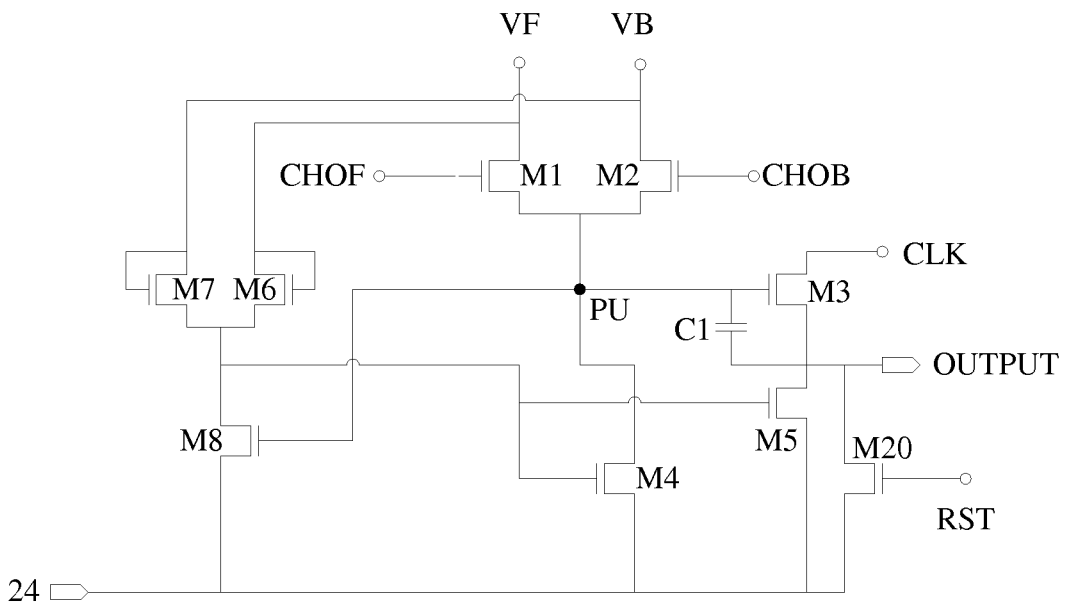 VF VB
CHOF M1 M2 CHOB
CLK
M7 M6 M3
PU
C1
OUTPUT
M8 M5
M20
M4
RST
24